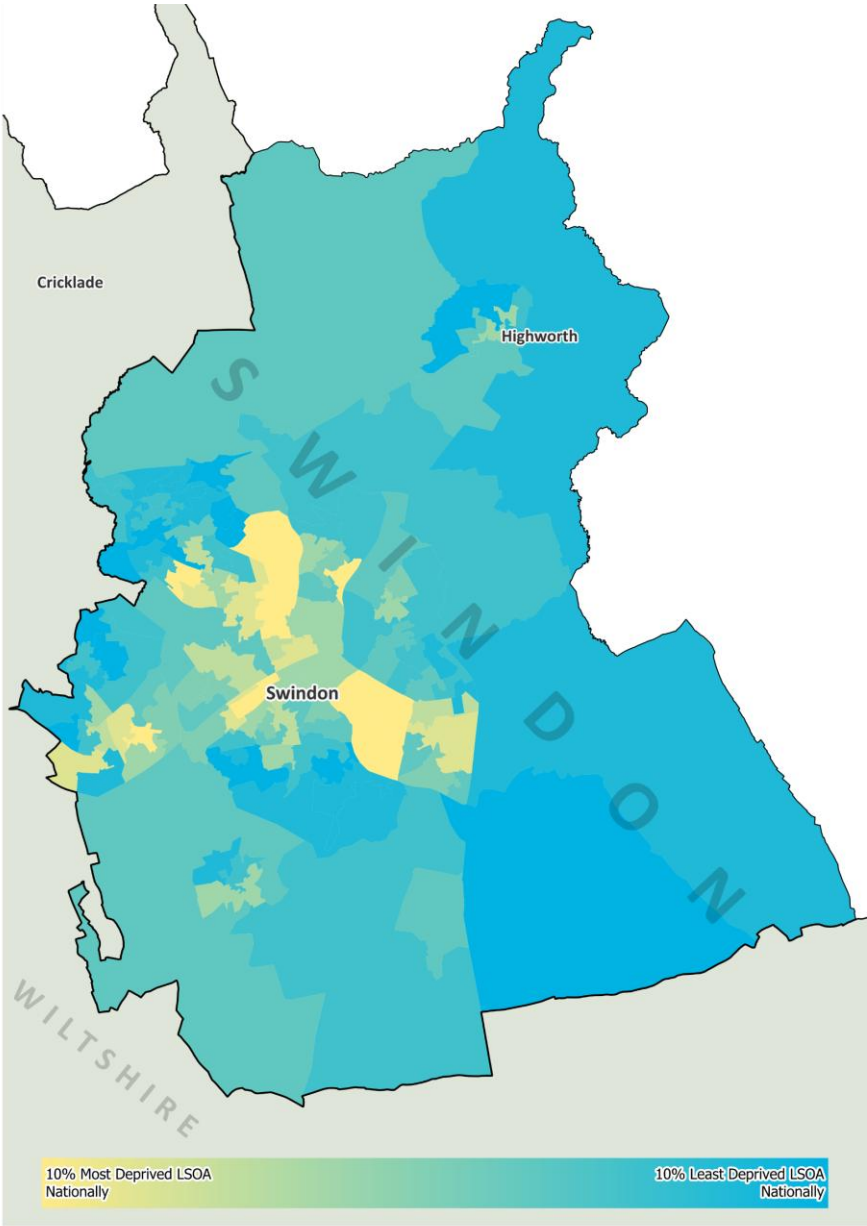 Cricklade
Highworth
SWINDON
Swindon
WILTSHIRE
10% Most Deprived LSOA
Nationally
10% Least Deprived LSOA
Nationally